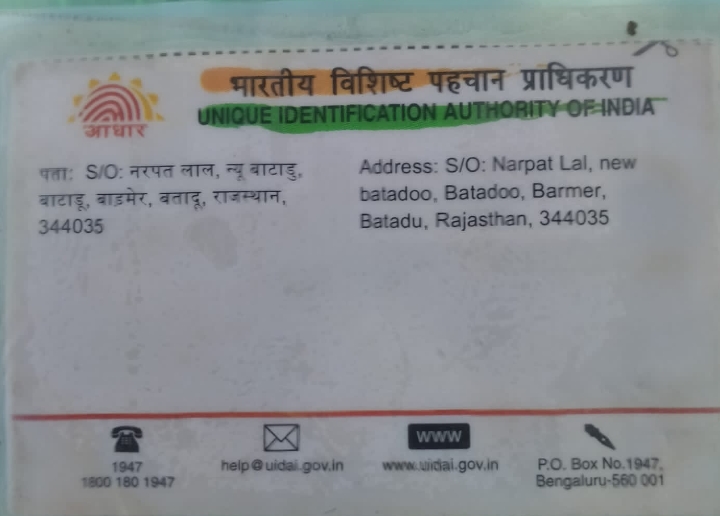 भारतीय विशिष्ट पहचान प्राधिकरण
UNIQUE IDENTIFICATION AUTHORITY OF INDIA
आधार
पता: S/O: नरपत लाल, न्यू बाटाडु,
बाटाडू, बाडमेर, बतादू, राजस्थान,
344035
Address: S/O: Narpat Lal, new
batadoo, Batadoo, Barmer,
Batadu, Rajasthan, 344035
1947
1800 180 1947
help@uidai.gov.in
www
www.uidai.gov.in
P.O. Box No.1947,
Bengaluru-560 001